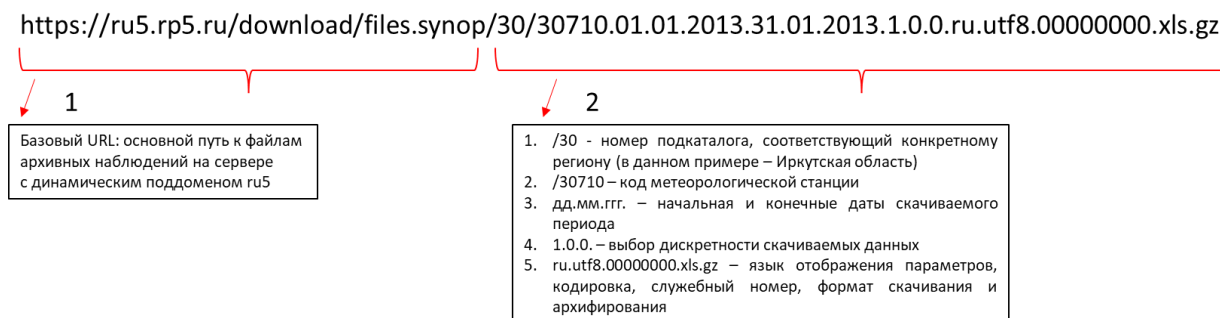 https://ru5.rp5.ru/download/files.synop/30/30710.01.01.2013.31.01.2013.1.0.0.ru.utf8.00000000.xls.gz
1
Базовый URL: основной путь к файлам
архивных наблюдений на сервере
с динамическим поддоменом ru5
2
1. /30 - номер подкаталога, соответствующий конкретному
региону (в данном примере – Иркутская область)
2. /30710 – код метеорологической станции
3. дд.мм.ггг. – начальная и конечные даты скачиваемого
периода
4. 1.0.0. – выбор дискретности скачиваемых данных
5. ru.utf8.00000000.xls.gz – язык отображения параметров,
кодировка, служебный номер, формат скачивания и
архифирования